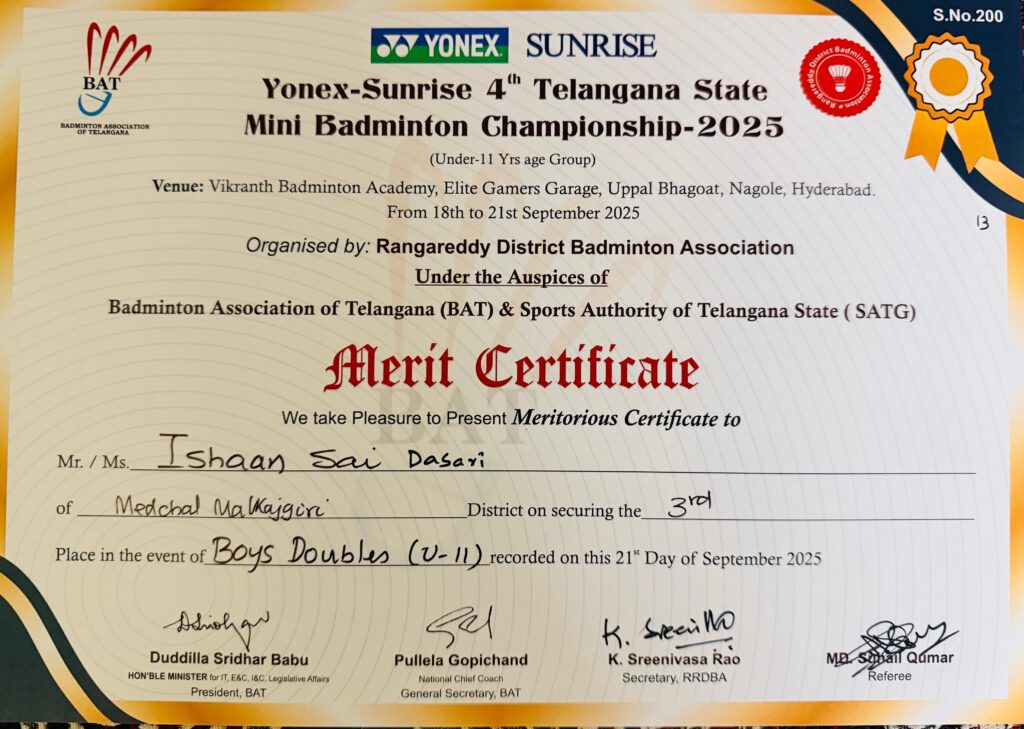 S.No.200
YONEX SUNRISE
BAT
BADMINTON ASSOCIATION
OF TELANGANA
Rangareddy District Badminton Association
Yonex-Sunrise 4th Telangana State
Mini Badminton Championship-2025
(Under-11 Yrs age Group)
Venue: Vikranth Badminton Academy, Elite Gamers Garage, Uppal Bhagoat, Nagole, Hyderabad.
From 18th to 21st September 2025
13
Organised by: Rangareddy District Badminton Association
Under the Auspices of
Badminton Association of Telangana (BAT) & Sports Authority of Telangana State ( SATG)
Merit Certificate
We take Pleasure to Present Meritorious Certificate to
BAT
Mr. / Ms. Ishaan Sai Dasari
of Medchal Malkajgiri District on securing the 3rd
Place in the event of Boys Doubles (U-11) recorded on this 21st Day of September 2025
K. Sreeni
Duddilla Sridhar Babu
HON'BLE MINISTER for IT, E&C, I&C, Legislative Affairs
President, BAT
Pullela Gopichand
National Chief Coach
General Secretary, BAT
K. Sreenivasa Rao
Secretary, RRDBA
MD. Sohail Qumar
Referee